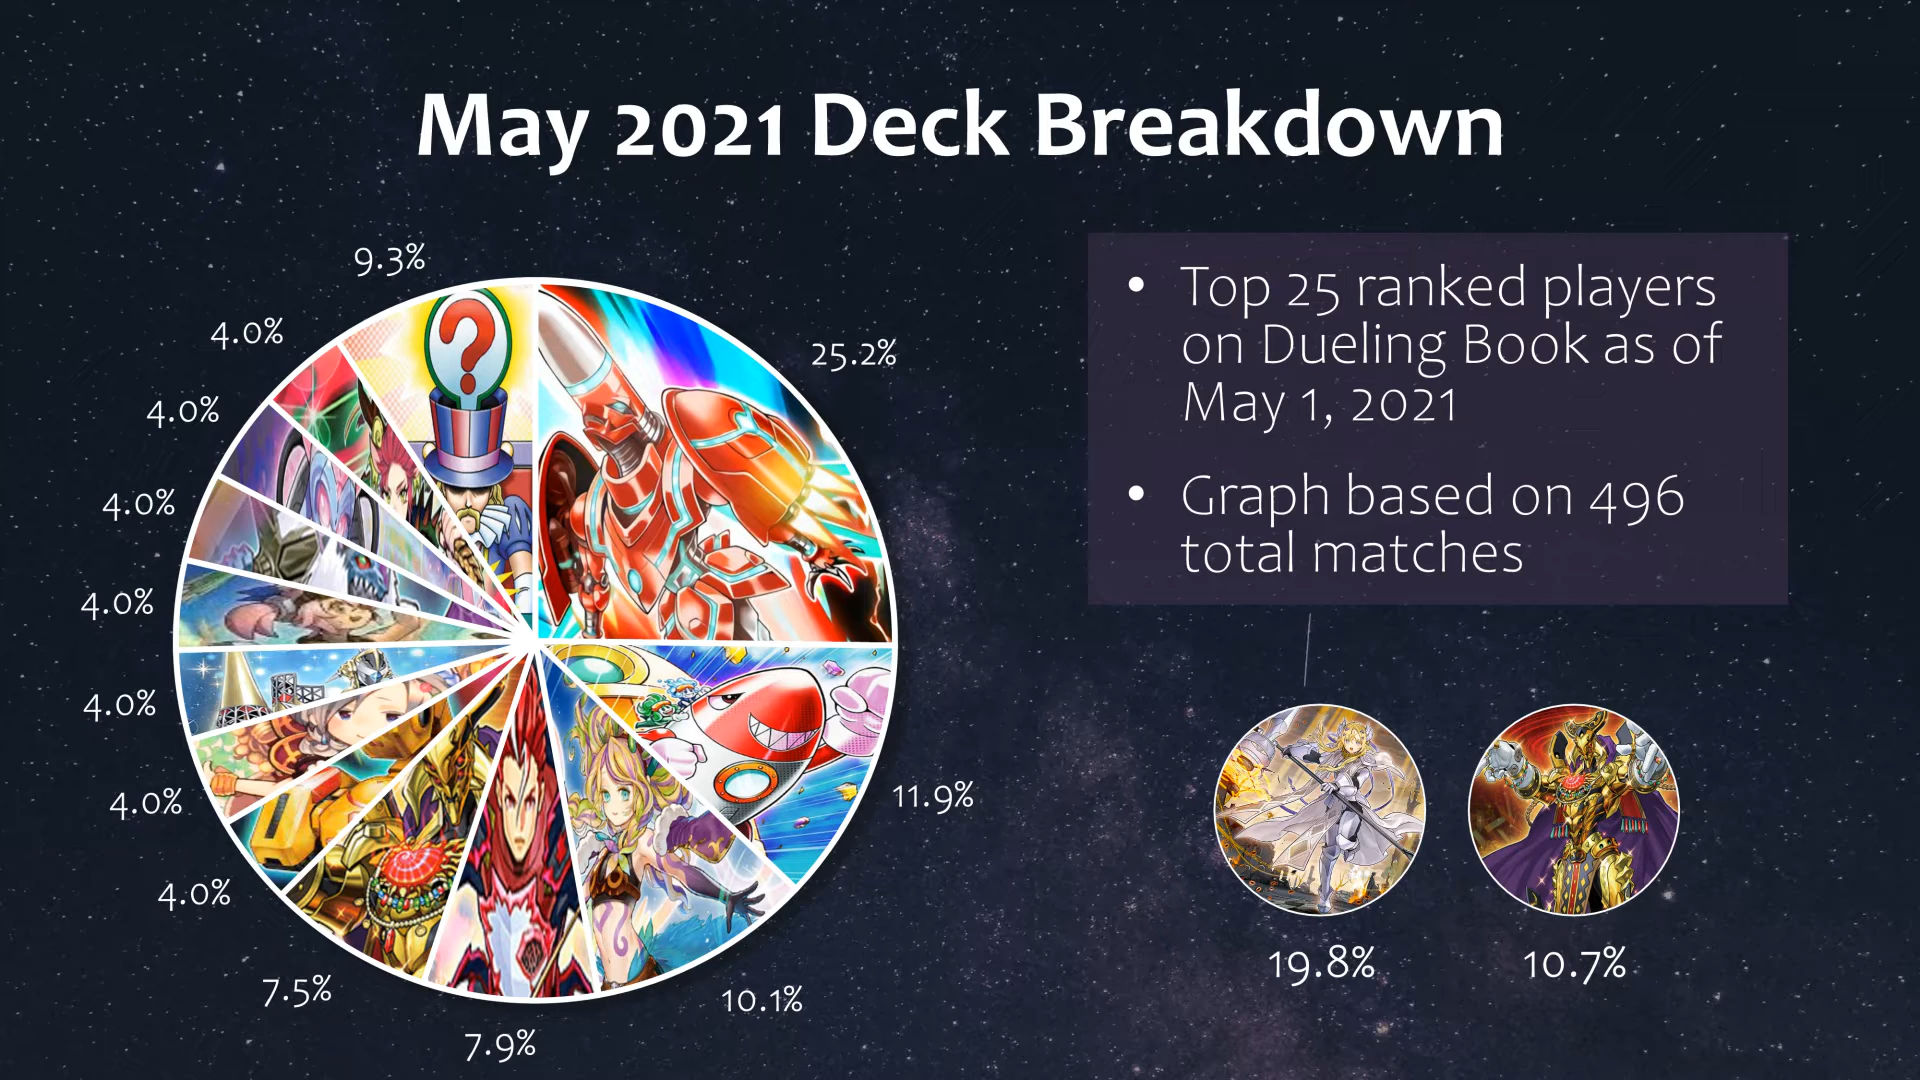 May 2021 Deck Breakdown
9.3%
25.2%
4.0%
4.0%
4.0%
4.0%
4.0%
4.0%
4.0%
7.5%
7.9%
10.1%
11.9%
?
• Top 25 ranked players
on Dueling Book as of
May 1, 2021
• Graph based on 496
total matches
19.8%
10.7%